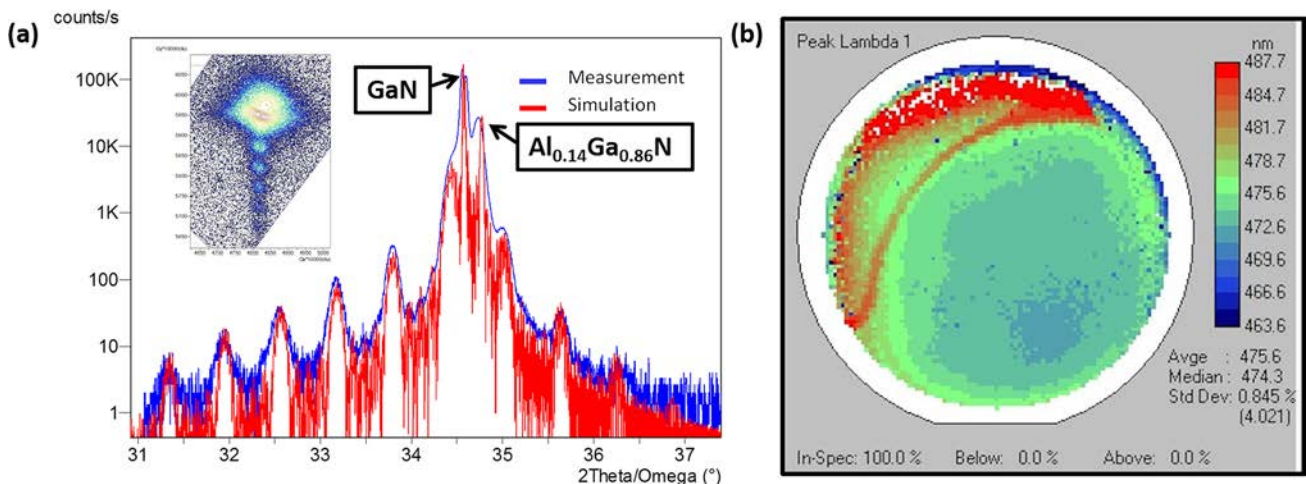 counts/s
(a)
100K
10K
1K
100
10
1
GaN
Measurement
Simulation
Al0.14Ga0.86N
31 32 33 34 35 36 37
2Theta/Omega (°)
(b)
Peak Lambda 1
nm
487.7
484.7
481.7
478.7
475.6
472.6
469.6
466.6
463.6
Avge : 475.6
Median : 474.3
Std Dev: 0.845 %
(4.021)
In-Spec: 100.0 % Below: 0.0 % Above: 0.0 %